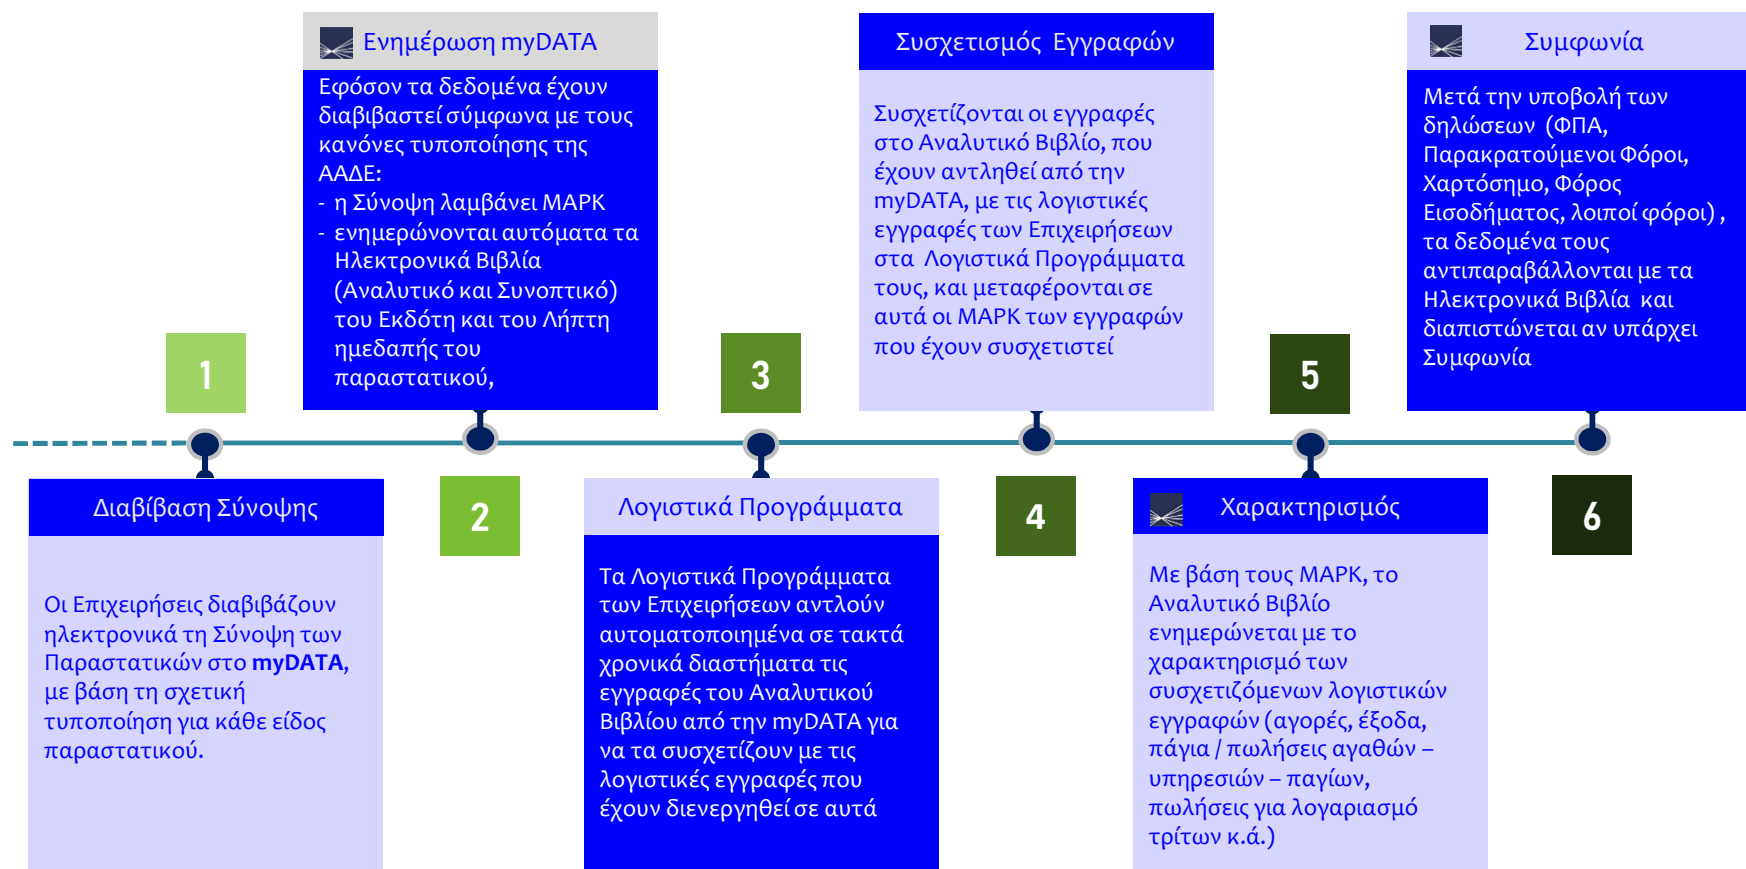 1
Διαβίβαση Σύνοψης
Οι Επιχειρήσεις διαβιβάζουν
ηλεκτρονικά τη Σύνοψη των
Παραστατικών στο myDATA,
με βάση τη σχετική
τυποποίηση για κάθε είδος
παραστατικού.
2
Ενημέρωση myDATA
Εφόσον τα δεδομένα έχουν
διαβιβαστεί σύμφωνα με τους
κανόνες τυποποίησης της
ΑΑΔΕ:
- η Σύνοψη λαμβάνει ΜΑΡΚ
- ενημερώνονται αυτόματα τα
Ηλεκτρονικά Βιβλία
(Αναλυτικό και Συνοπτικό)
του Εκδότη και του Λήπτη
ημεδαπής του
παραστατικού,
3
Λογιστικά Προγράμματα
Τα Λογιστικά Προγράμματα
των Επιχειρήσεων αντλούν
αυτοματοποιημένα σε τακτά
χρονικά διαστήματα τις
εγγραφές του Αναλυτικού
Βιβλίου από την myDATA για
να τα συσχετίζουν με τις
λογιστικές εγγραφές που
έχουν διενεργηθεί σε αυτά
4
Συσχετισμός Εγγραφών
Συσχετίζονται οι εγγραφές
στο Αναλυτικό Βιβλίο, που
έχουν αντληθεί από την
myDATA, με τις λογιστικές
εγγραφές των Επιχειρήσεων
στα Λογιστικά Προγράμματα
τους, και μεταφέρονται σε
αυτά οι ΜΑΡΚ των εγγραφών
που έχουν συσχετιστεί
5
Χαρακτηρισμός
Με βάση τους ΜΑΡΚ, το
Αναλυτικό Βιβλίο
ενημερώνεται με το
χαρακτηρισμό των
συσχετιζόμενων λογιστικών
εγγραφών (αγορές, έξοδα,
πάγια / πωλήσεις αγαθών –
υπηρεσιών – παγίων,
πωλήσεις για λογαριασμό
τρίτων κ.ά.)
6
Συμφωνία
Μετά την υποβολή των
δηλώσεων (ΦΠΑ,
Παρακρατούμενοι Φόροι,
Χαρτόσημο, Φόρος
Εισοδήματος, λοιποί φόροι) ,
τα δεδομένα τους
αντιπαραβάλλονται με τα
Ηλεκτρονικά Βιβλία και
διαπιστώνεται αν υπάρχει
Συμφωνία